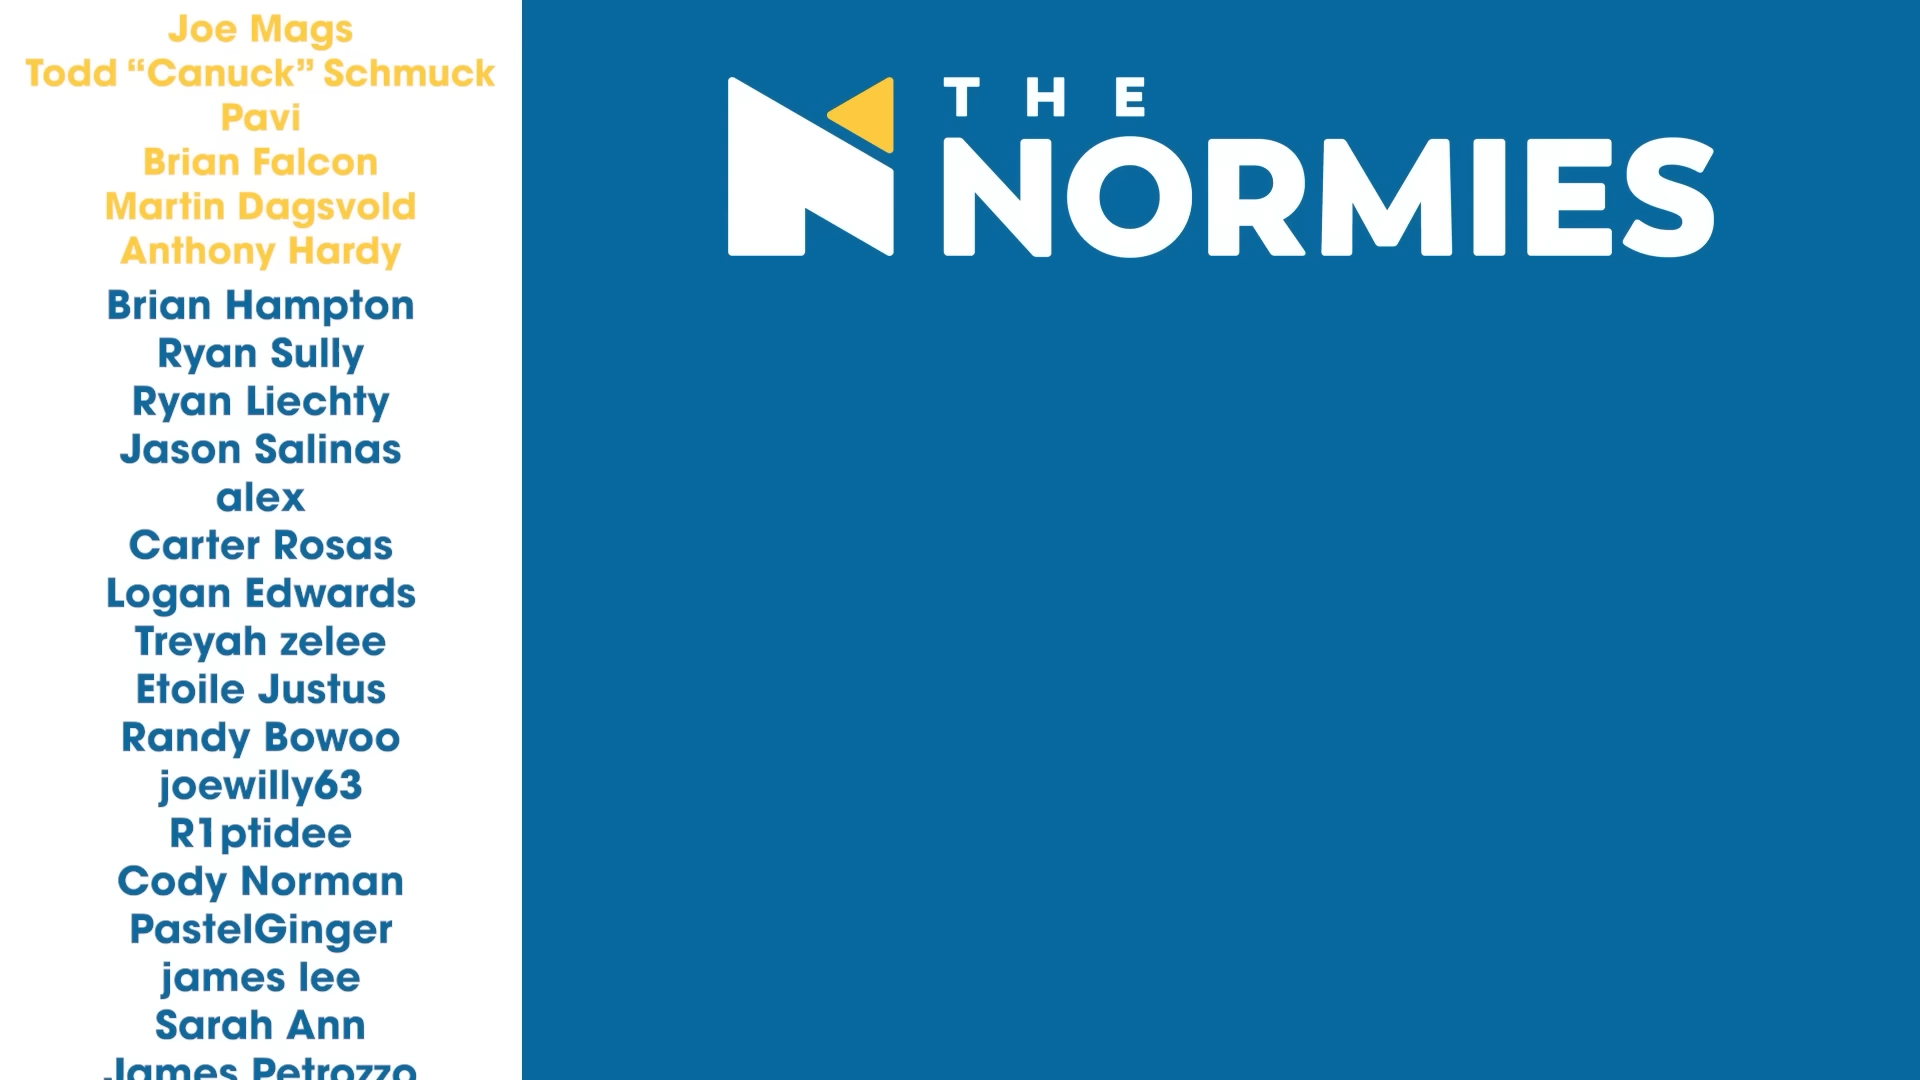 Joe Mags
Todd “Canuck” Schmuck
Pavi
Brian Falcon
Martin Dagsvold
Anthony Hardy
Brian Hampton
Ryan Sully
Ryan Liechty
Jason Salinas
alex
Carter Rosas
Logan Edwards
Treyah zelee
Etoile Justus
Randy Bowoo
joewilly63
R1ptidee
Cody Norman
PastelGinger
james lee
Sarah Ann
James Petrozzo
THE
NORMIES